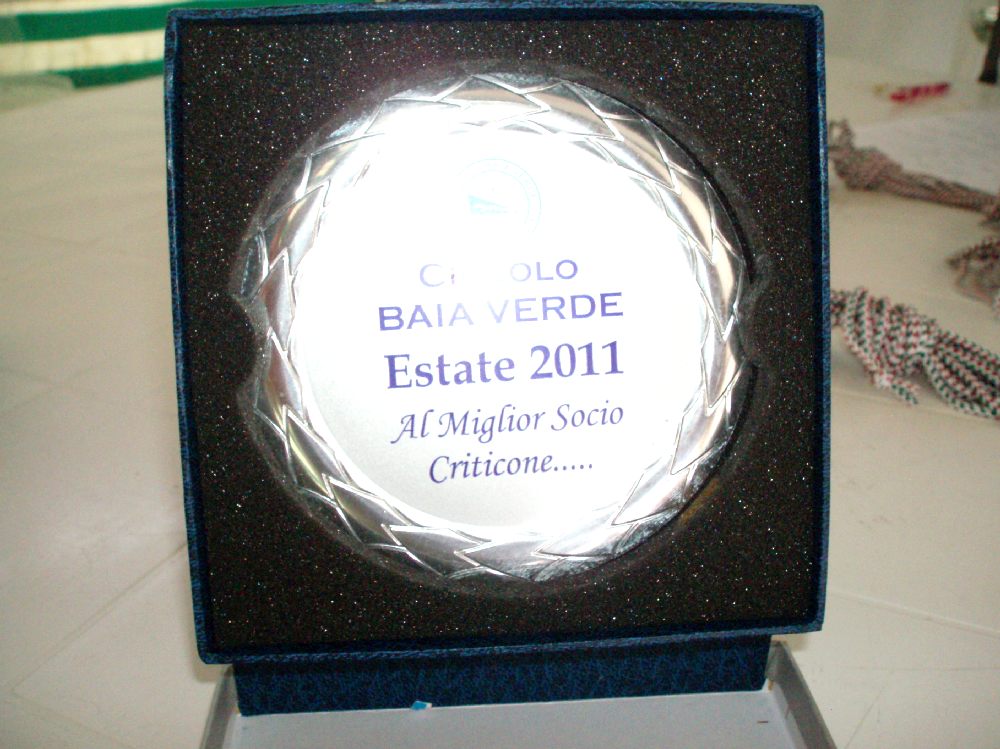 BAIA VERDE
Estate 2011
Al Miglior Socio
Criticone.....